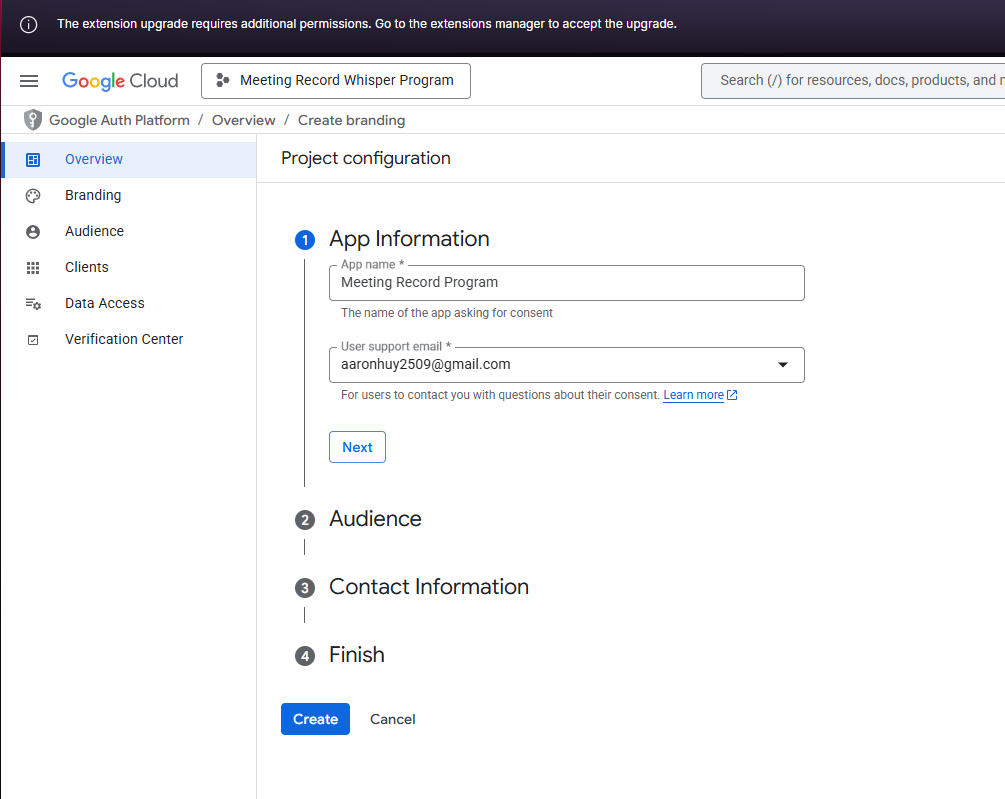 The extension upgrade requires additional permissions. Go to the extensions manager to accept the upgrade.
Google Cloud
Meeting Record Whisper Program
Search (/) for resources, docs, products, and
Google Auth Platform / Overview / Create branding
Overview
Branding
Audience
Clients
Data Access
Verification Center
Project configuration
1 App Information
App name *
Meeting Record Program
The name of the app asking for consent
User support email *
aaronhuy2509@gmail.com
For users to contact you with questions about their consent. Learn more
Next
2 Audience
3 Contact Information
4 Finish
Create Cancel